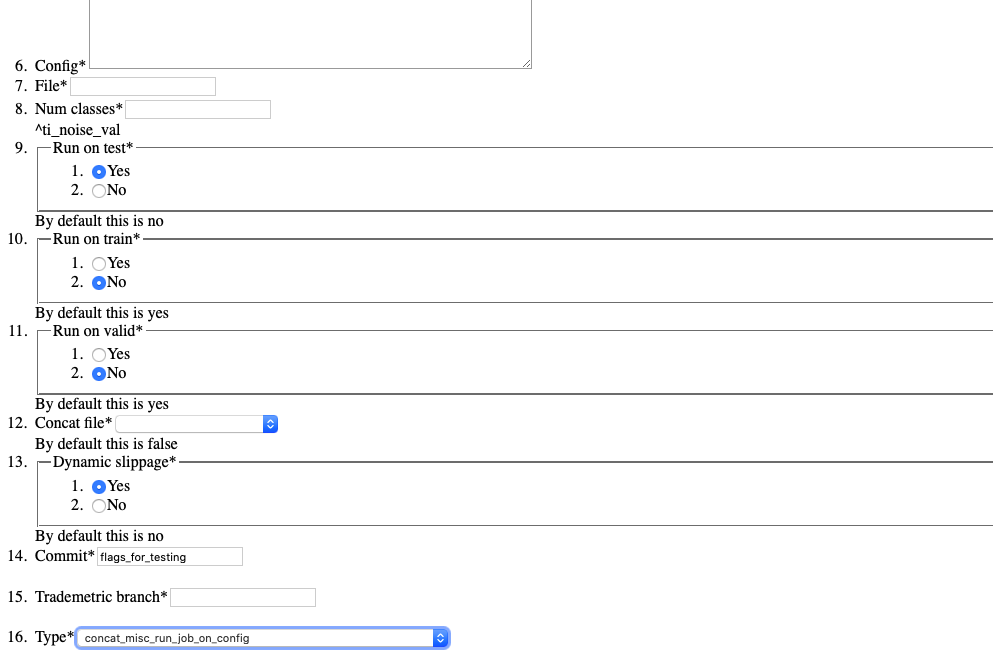 6. Config*
7. File*
8. Num classes*
^ti_noise_val
9. Run on test*
1. Yes
2. No
By default this is no
10. Run on train*
1. Yes
2. No
By default this is yes
11. Run on valid*
1. Yes
2. No
By default this is yes
12. Concat file*
By default this is false
13. Dynamic slippage*
1. Yes
2. No
By default this is no
14. Commit* flags_for_testing
15. Trademetric branch*
16. Type* concat_misc_run_job_on_config